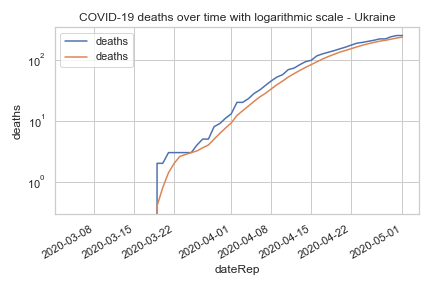 COVID-19 deaths over time with logarithmic scale - Ukraine
deaths
deaths
10²
10¹
10⁰
deaths
2020-03-08
2020-03-15
2020-03-22
2020-04-01
2020-04-08
2020-04-15
2020-04-22
2020-05-01
dateRep